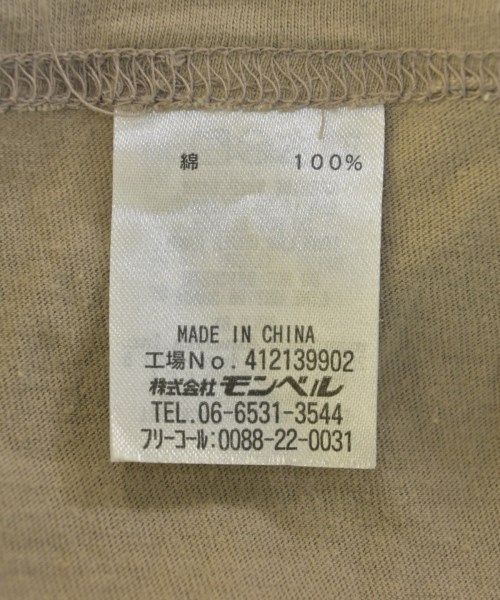 綿 100%
MADE IN CHINA
工場No.412139902
株式会社 モンベル
TEL.06-6531-3544
フリーコール:0088-22-0031